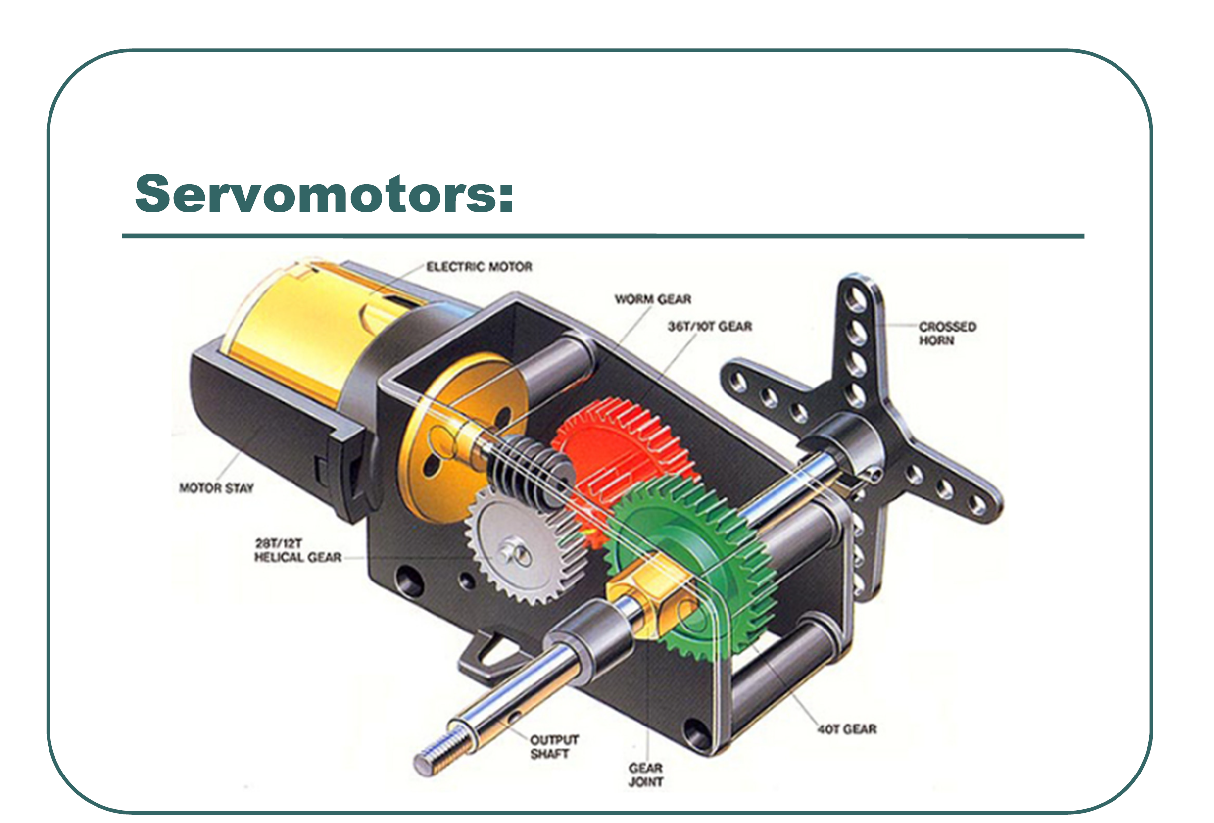 Servomotors:
ELECTRIC MOTOR
WORM GEAR
36T/10T GEAR
CROSSED
HORN
MOTOR STAY
28T/12T
HELICAL GEAR
OUTPUT
SHAFT
GEAR
JOINT
40T GEAR